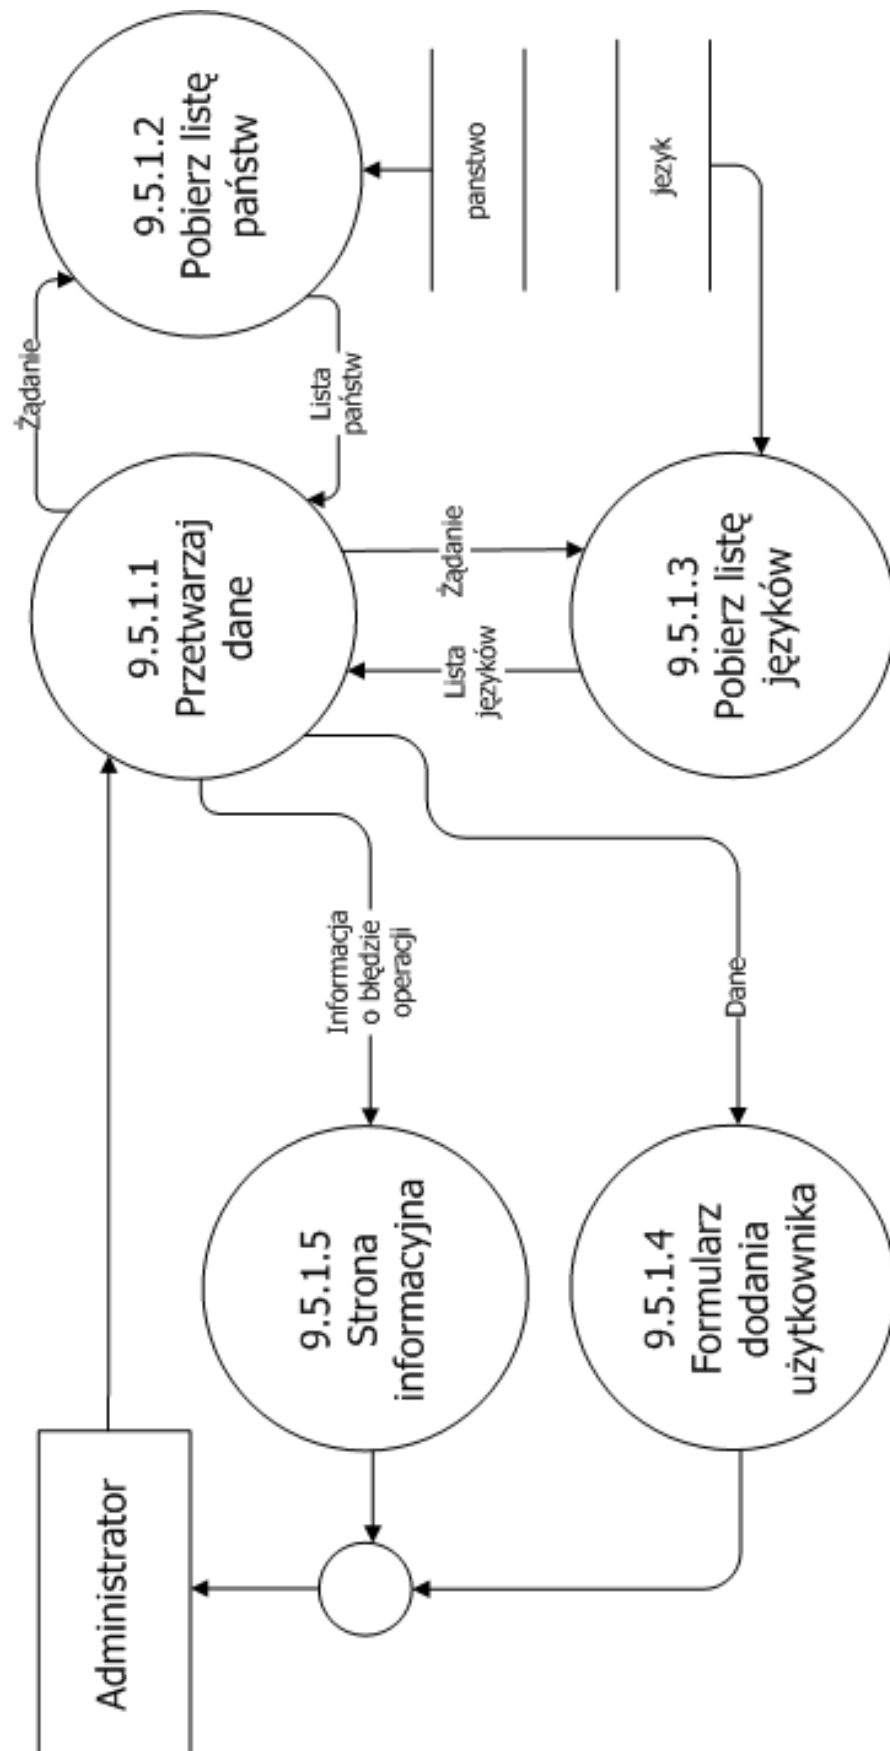 Administrator
9.5.1.1
Przetwarzaj
dane
Żądanie
Lista
państw
9.5.1.2
Pobierz listę
państw
Informacja
o błędzie
operacji
9.5.1.5
Strona
informacyjna
Żądanie
Lista
języków
panstwo
jezyk
Dane
9.5.1.4
Formularz
dodania
użytkownika
9.5.1.3
Pobierz listę
języków